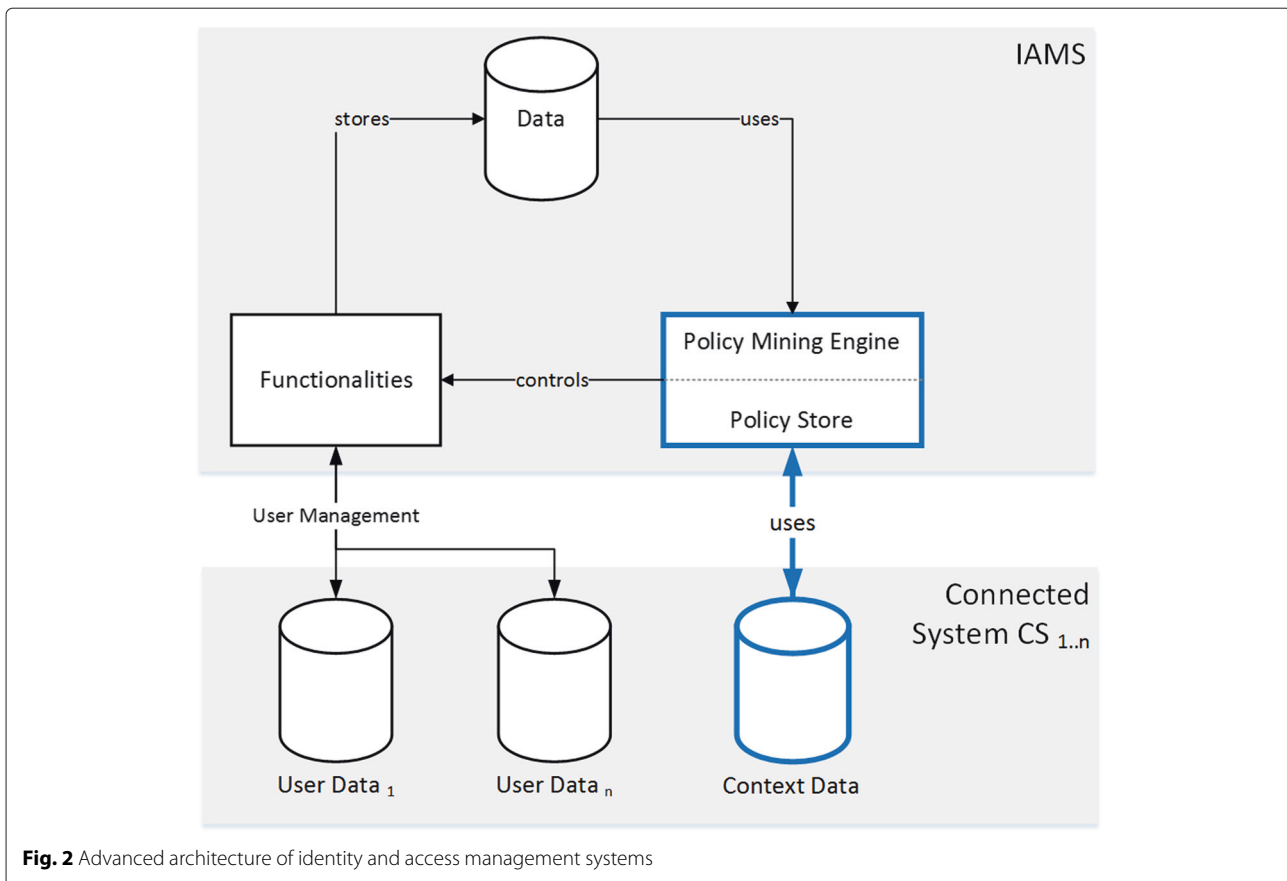 IAMS
stores
Data
uses
Functionalities
controls
Policy Mining Engine
Policy Store
User Management
uses
Connected
System CS 1..n
User Data 1
User Data n
Context Data
Fig. 2 Advanced architecture of identity and access management systems